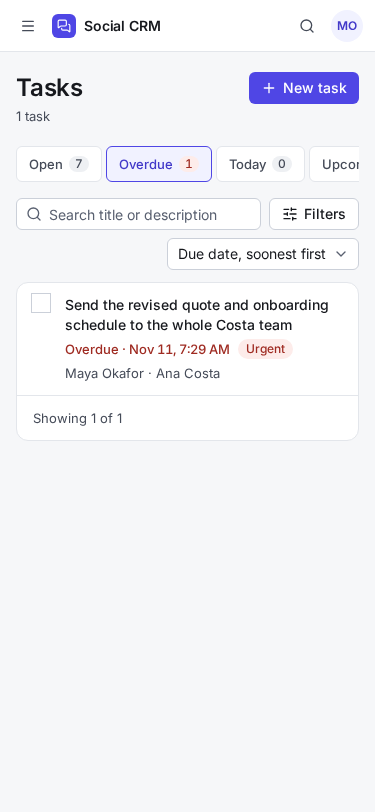 Social CRM
MO
Tasks
New task
1 task
Open 7
Overdue 1
Today 0
Search title or description
Filters
Due date, soonest first
Send the revised quote and onboarding
schedule to the whole Costa team
Overdue · Nov 11, 7:29 AM Urgent
Maya Okafor · Ana Costa
Showing 1 of 1